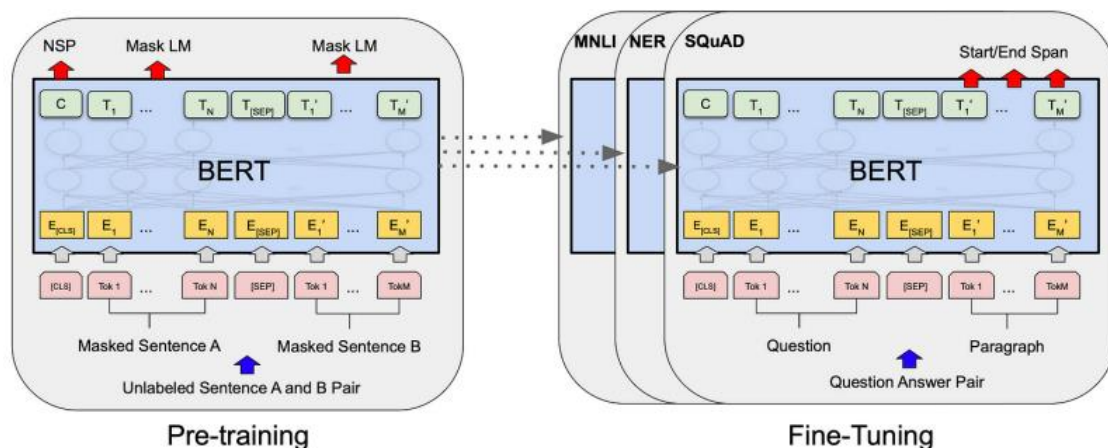 NSP Mask LM Mask LM
C T1 ... TN T[SEP] T1' ... TM'
BERT
E[CLS] E1 ... EN E[SEP] E1' ... EM'
[CLS] Tok 1 ... Tok N [SEP] Tok 1 ... TokM
Masked Sentence A Masked Sentence B
Unlabeled Sentence A and B Pair
Pre-training
MNLI NER SQuAD
Start/End Span
C T1 ... TN T[SEP] T1' ... TM'
BERT
E[CLS] E1 ... EN E[SEP] E1' ... EM'
[CLS] Tok 1 ... Tok N [SEP] Tok 1 ... TokM
Question Paragraph
Question Answer Pair
Fine-Tuning